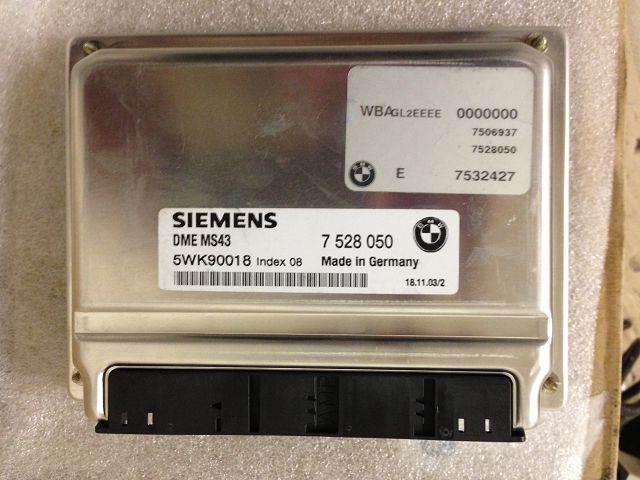 WBAGL2EEEE 0000000
7506937
7528050
E 7532427
SIEMENS
DME MS43 7 528 050
5WK90018 Index 08 Made in Germany
18.11.03/2